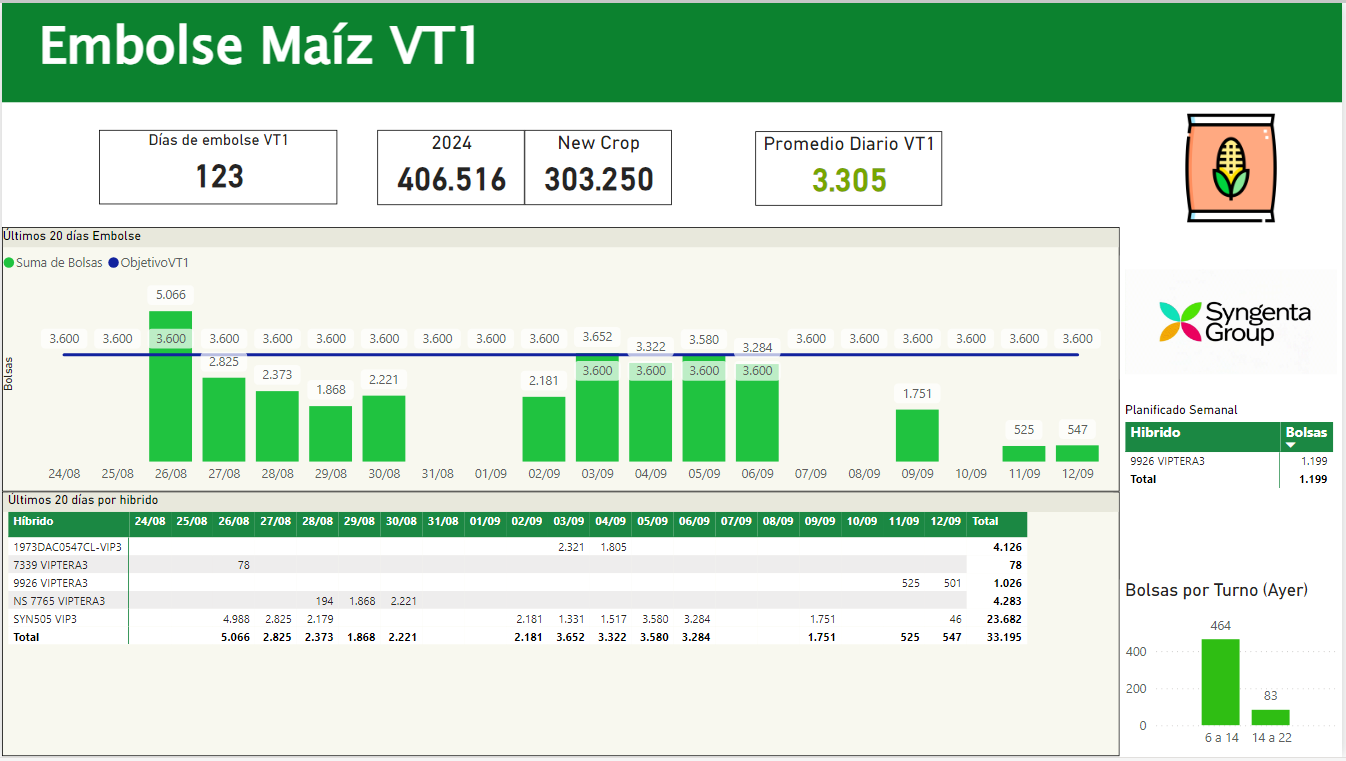 Embolse Maíz VT1
Días de embolse VT1
123
2024 New Crop
406.516 303.250
Promedio Diario VT1
3.305
Últimos 20 días Embolse
Suma de Bolsas ObjetivoVT1
Bolsas
5.066
3.600 3.600 3.600 3.600 3.600 3.600 3.600 3.600 3.600 3.600 3.652 3.322 3.580 3.284 3.600 3.600 3.600 3.600 3.600 3.600
2.825 2.373 1.868 2.221 2.181 3.600 3.600 3.600 3.600 1.751 525 547
24/08 25/08 26/08 27/08 28/08 29/08 30/08 31/08 01/09 02/09 03/09 04/09 05/09 06/09 07/09 08/09 09/09 10/09 11/09 12/09
Últimos 20 días por hibrido
Híbrido 24/08 25/08 26/08 27/08 28/08 29/08 30/08 31/08 01/09 02/09 03/09 04/09 05/09 06/09 07/09 08/09 09/09 10/09 11/09 12/09 Total
1973DAC0547CL-VIP3 2.321 1.805 4.126
7339 VIPTERA3 78 78
9926 VIPTERA3 525 501 1.026
NS 7765 VIPTERA3 194 1.868 2.221 4.283
SYN505 VIP3 4.988 2.825 2.179 2.181 1.331 1.517 3.580 3.284 1.751 46 23.682
Total 5.066 2.825 2.373 1.868 2.221 2.181 3.652 3.322 3.580 3.284 1.751 525 547 33.195
Syngenta
Group
Planificado Semanal
Hibrido Bolsas
9926 VIPTERA3 1.199
Total 1.199
Bolsas por Turno (Ayer)
464
400
200
83
0
6 a 14 14 a 22